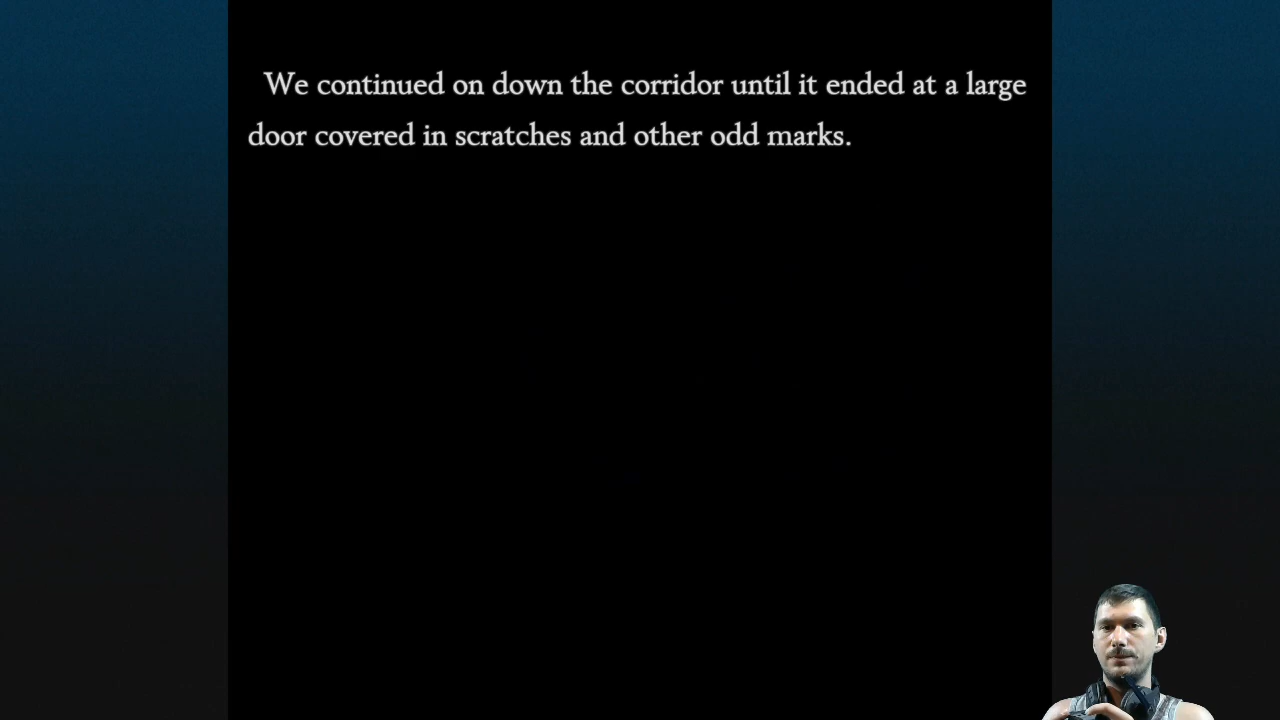 We continued on down the corridor until it ended at a large
door covered in scratches and other odd marks.